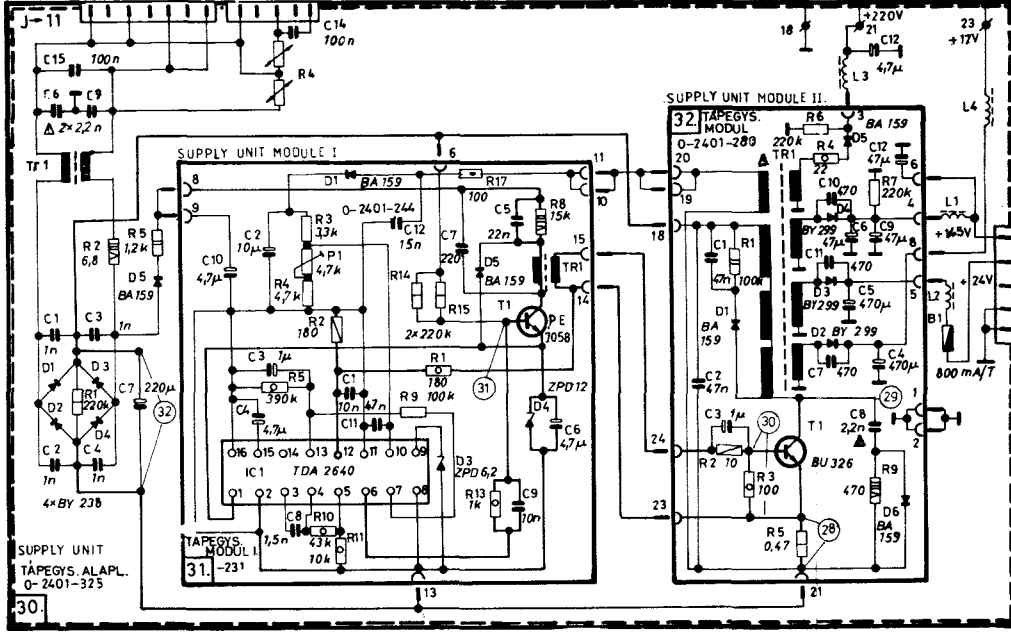 J→11
C14
100n
100n
C15
R4
C6
C9
2×2,2n
Tr1
18
+220V
21
C12
4,7µ
L3
23
+17V
L4
SUPPLY UNIT MODULE I
6
SUPPLY UNIT MODULE II.
32.
TAPEGYS.
MODUL
0-2401-280
R6
220k
3
BA 159
D5
R4
22
TR1
C12
47µ
6
8
9
D1
BA 159
0-2401-244
R17
100
11
10
20
19
18
C10
470
R7
220k
D4
BY 299
47µ
C6
C9
47µ
4
L1
+145V
R2
6,8
R5
1,2k
D5
BA159
C10
4,7µ
C2
10µ
R3
3,3k
P1
4,7k
R4
4,7k
C12
15n
C7
220
C5
22n
R8
15k
D5
BA159
TR1
15
14
C1
47n
R1
100k
C11
470
8
D3
BY299
C5
470µ
5
L2
+ 24V
B1
800 mA/T
R14
R15
2×220k
T1
PE
7058
R2
180
D1
BA
159
D2
BY 299
C7
470
C4
470µ
C1
1n
C3
1n
D1
D3
D2
R1
220k
D4
C2
1n
C4
1n
4×BY 238
C7
220µ
32
C3
1µ
R5
390k
C4
4,7µ
R1
180
100k
C1
10n
47n
C11
R9
31
ZPD12
D4
C6
4,7µ
C2
47n
29
1
2
C3
1µ
30
R2
10
R3
100
T1
BU 326
C8
2,2n
R9
470
D6
BA
159
24
23
R5
0,47
28
16
15
14
13
12
11
10
9
IC1
TDA 2640
1
2
3
4
5
6
7
8
D3
ZPD 6,2
R13
1k
C9
10n
C8
1,5n
R10
43k
R11
10k
TAPEGYS.
MODUL I.
-231
31.
SUPPLY UNIT
TAPEGYS. ALAPL.
0-2401-325
30.
13
21